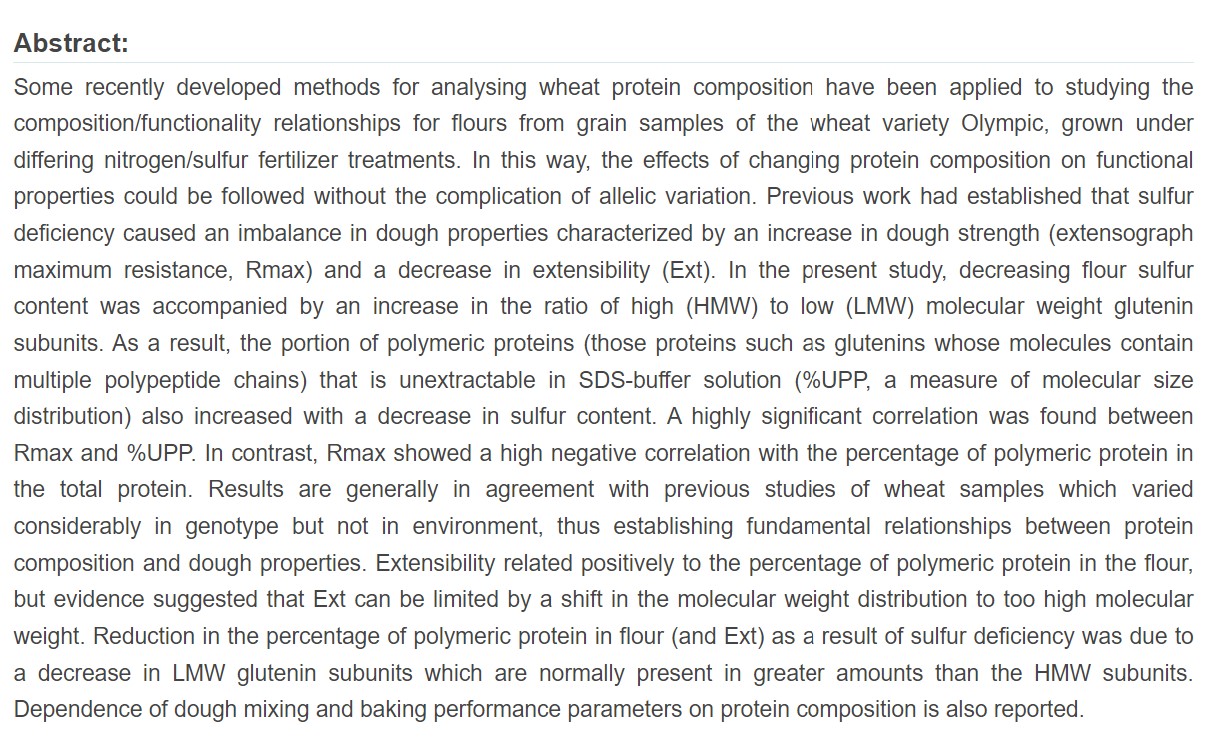 Abstract:
Some recently developed methods for analysing wheat protein composition have been applied to studying the
composition/functionality relationships for flours from grain samples of the wheat variety Olympic, grown under
differing nitrogen/sulfur fertilizer treatments. In this way, the effects of changing protein composition on functional
properties could be followed without the complication of allelic variation. Previous work had established that sulfur
deficiency caused an imbalance in dough properties characterized by an increase in dough strength (extensograph
maximum resistance, Rmax) and a decrease in extensibility (Ext). In the present study, decreasing flour sulfur
content was accompanied by an increase in the ratio of high (HMW) to low (LMW) molecular weight glutenin
subunits. As a result, the portion of polymeric proteins (those proteins such as glutenins whose molecules contain
multiple polypeptide chains) that is unextractable in SDS-buffer solution (%UPP, a measure of molecular size
distribution) also increased with a decrease in sulfur content. A highly significant correlation was found between
Rmax and %UPP. In contrast, Rmax showed a high negative correlation with the percentage of polymeric protein in
the total protein. Results are generally in agreement with previous studies of wheat samples which varied
considerably in genotype but not in environment, thus establishing fundamental relationships between protein
composition and dough properties. Extensibility related positively to the percentage of polymeric protein in the flour,
but evidence suggested that Ext can be limited by a shift in the molecular weight distribution to too high molecular
weight. Reduction in the percentage of polymeric protein in flour (and Ext) as a result of sulfur deficiency was due to
a decrease in LMW glutenin subunits which are normally present in greater amounts than the HMW subunits.
Dependence of dough mixing and baking performance parameters on protein composition is also reported.